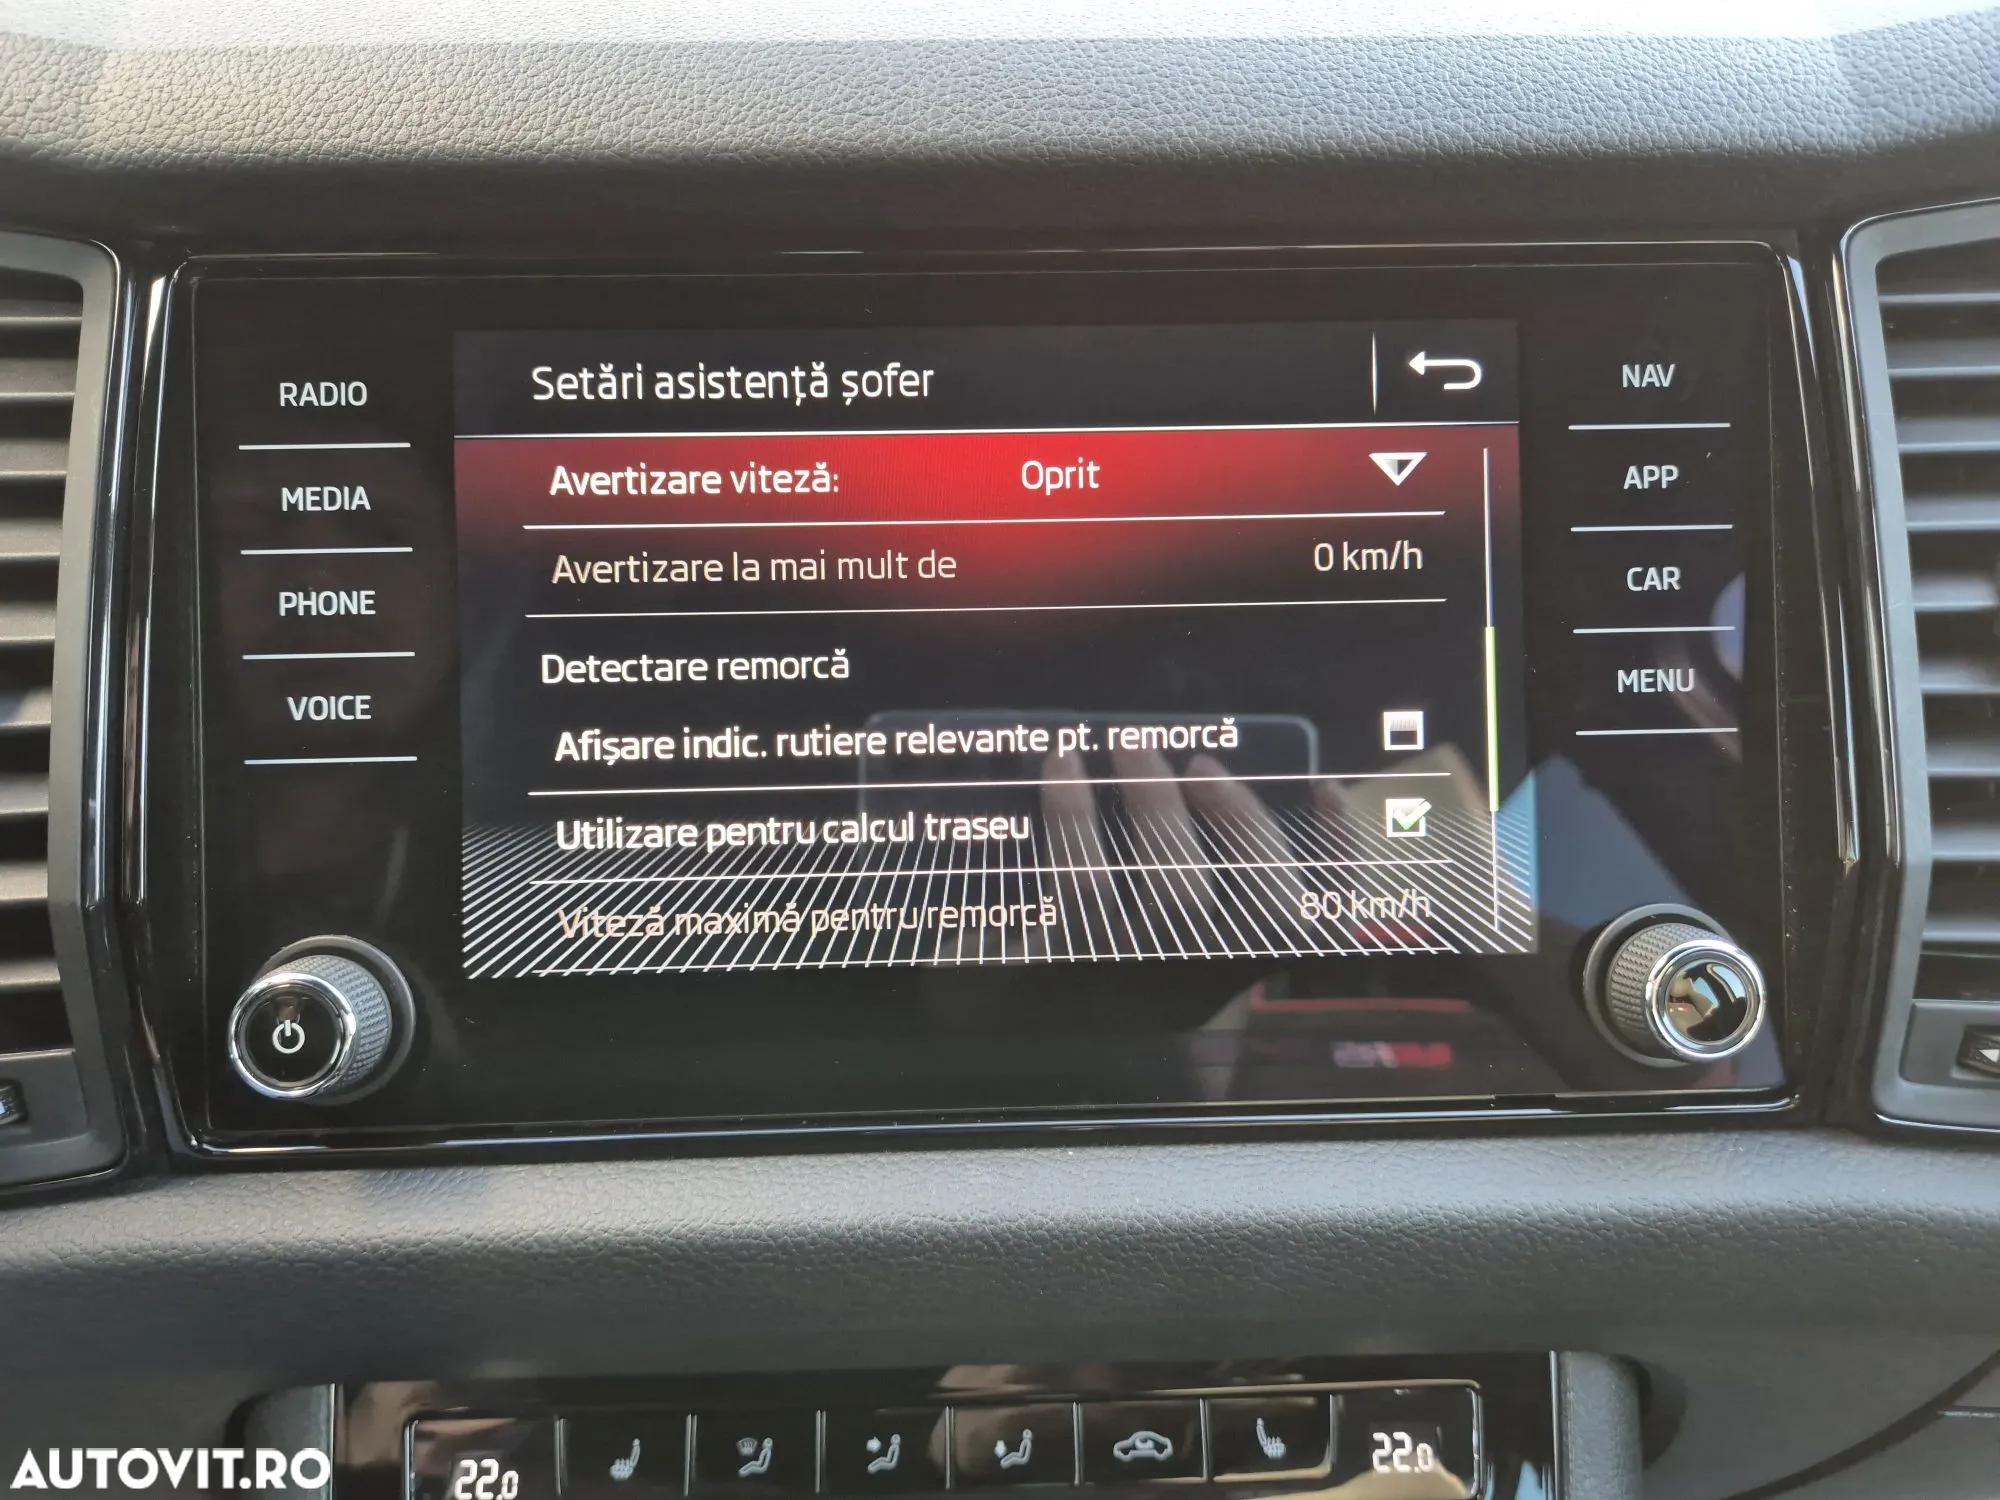 RADIO
MEDIA
PHONE
VOICE
Setări asistență șofer
Avertizare viteză: Oprit
Avertizare la mai mult de 0 km/h
Detectare remorcă
Afișare indic. rutiere relevante pt. remorcă
Utilizare pentru calcul traseu
Viteză maximă pentru remorcă 80 km/h
NAV
APP
CAR
MENU
22.0
22.0
AUTOVIT.RO